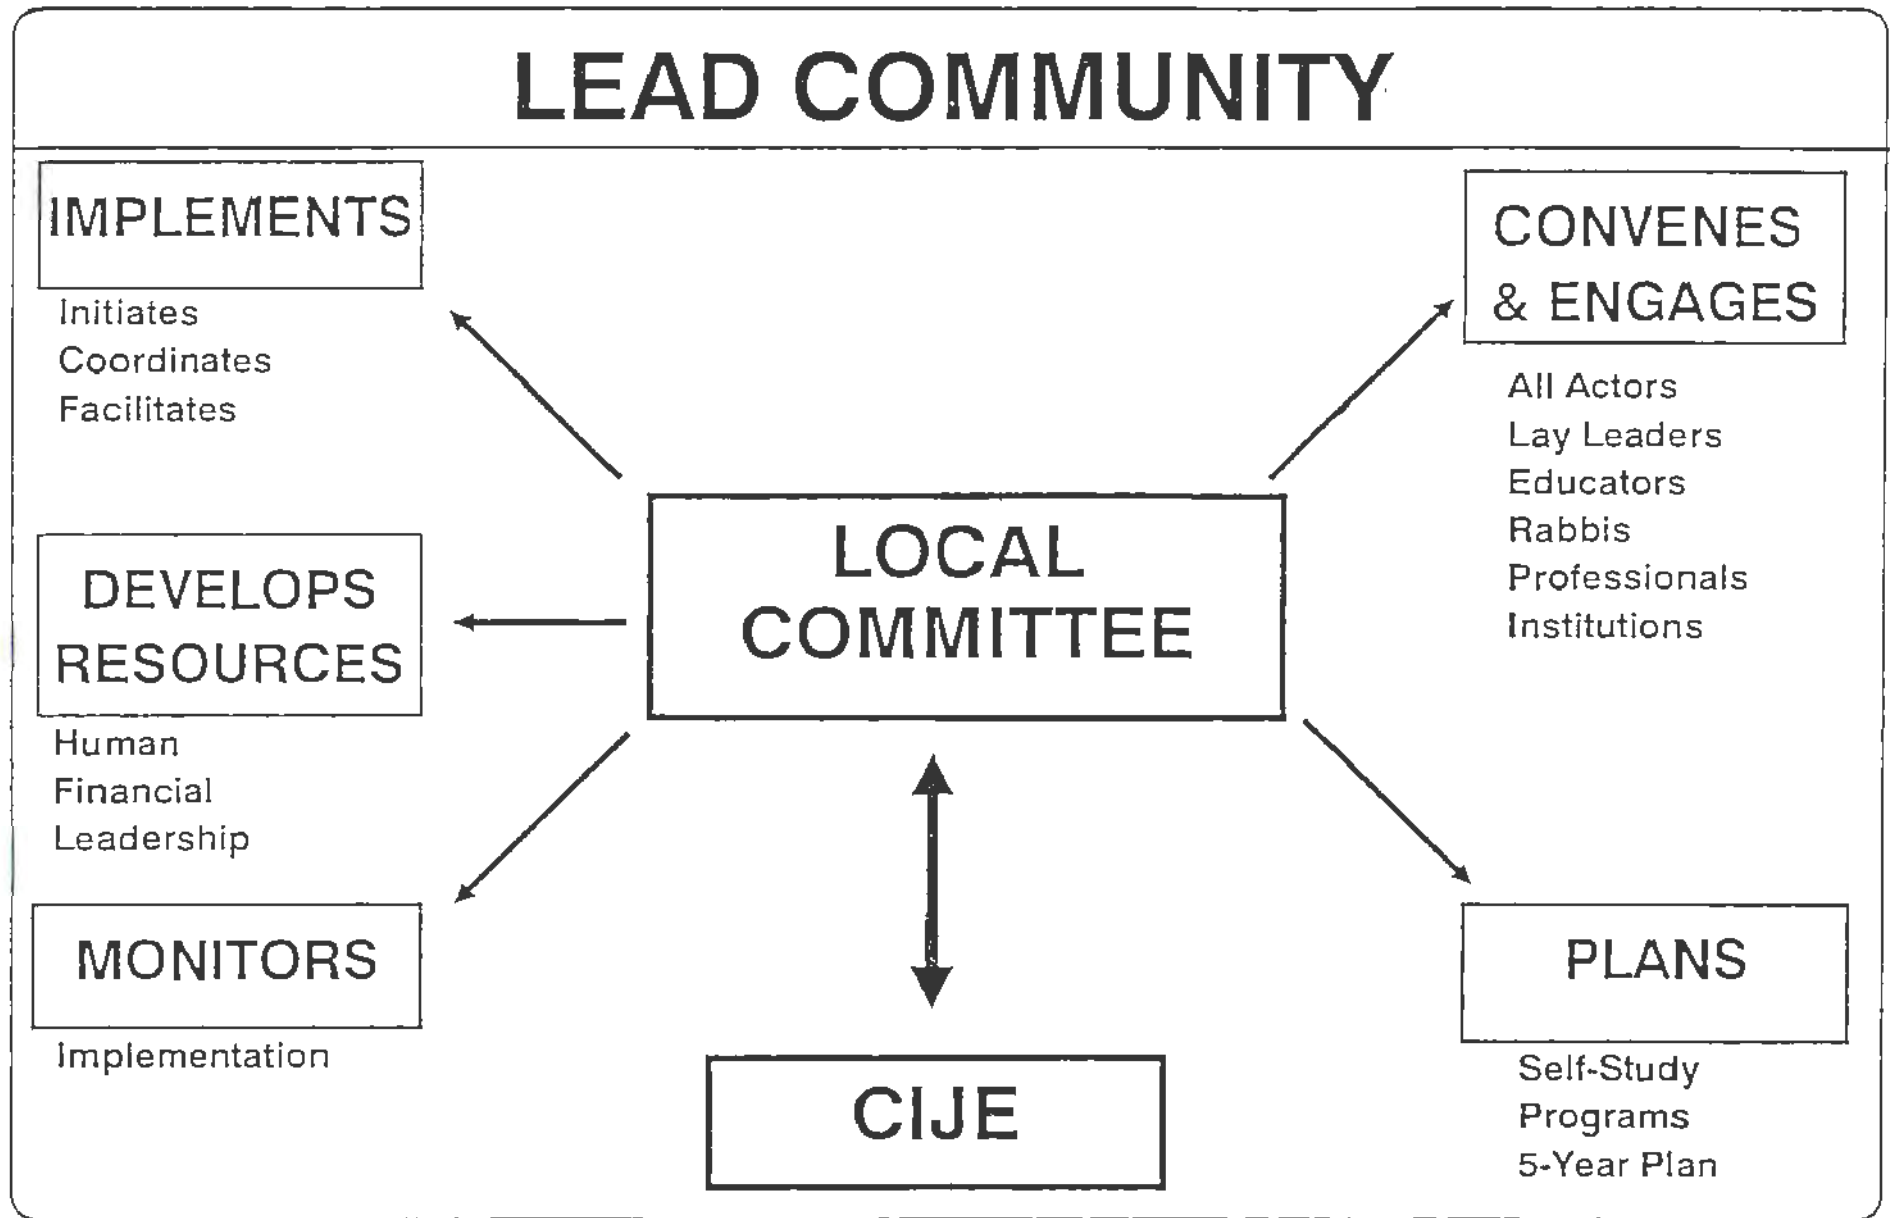 LEAD COMMUNITY
IMPLEMENTS
Initiates
Coordinates
Facilitates
DEVELOPS
RESOURCES
Human
Financial
Leadership
MONITORS
Implementation
LOCAL
COMMITTEE
CIJE
CONVENES
& ENGAGES
All Actors
Lay Leaders
Educators
Rabbis
Professionals
Institutions
PLANS
Self-Study
Programs
5-Year Plan